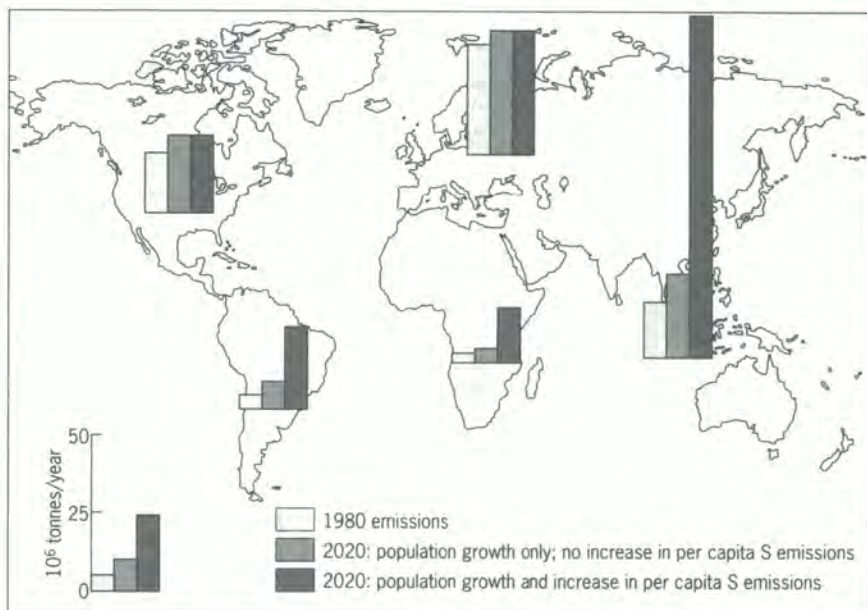 50
25
0
10⁶ tonnes/year
1980 emissions
2020: population growth only; no increase in per capita S emissions
2020: population growth and increase in per capita S emissions